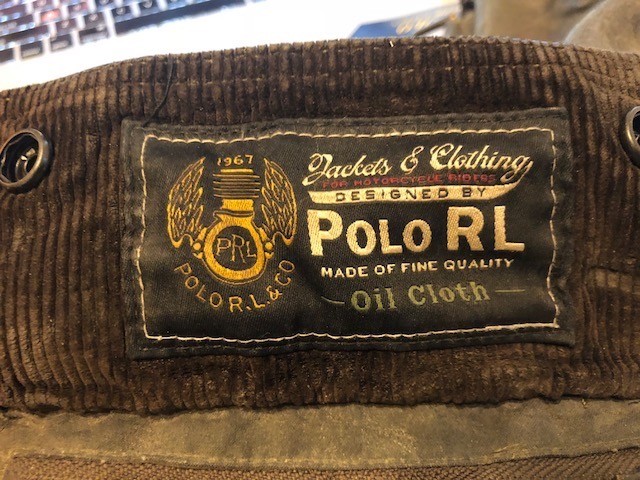 1967
PRL
POLO R.L. & CO
Jackets & Clothing
FOR MOTORCYCLE RIDERS
DESIGNED BY
POLO RL
MADE OF FINE QUALITY
Oil Cloth